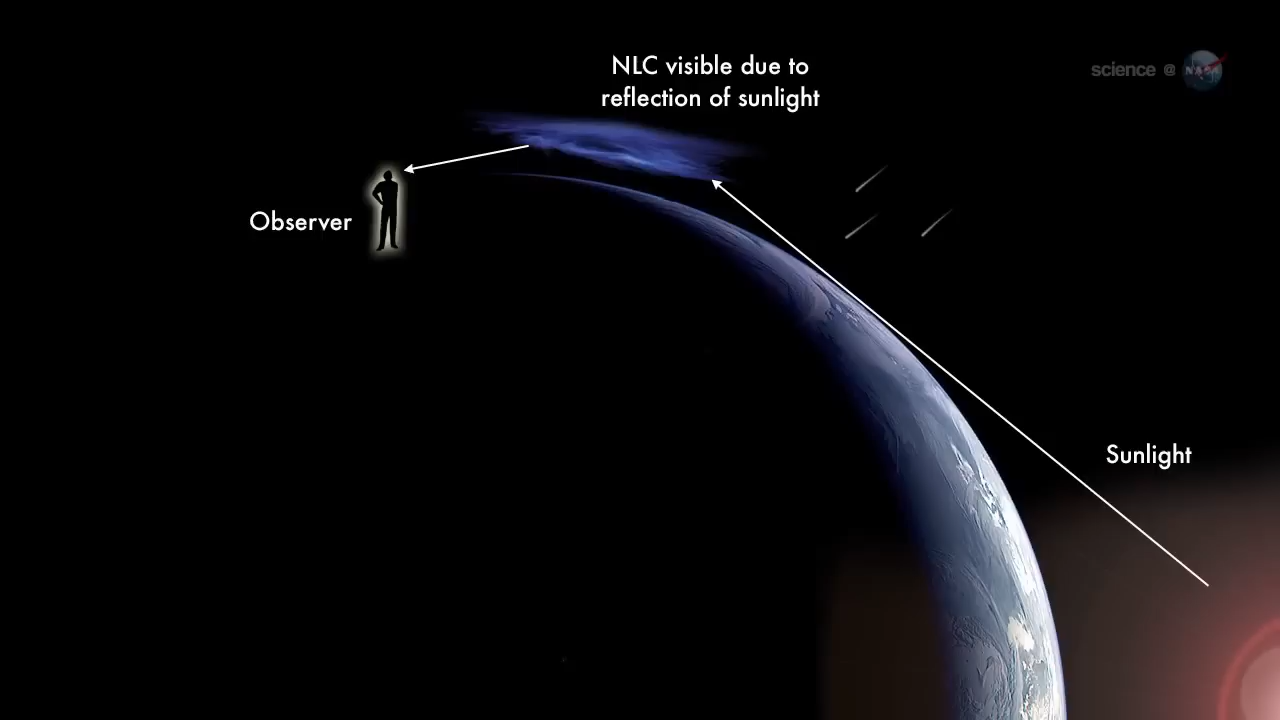 NLC visible due to
reflection of sunlight
science @ NASA
Observer
Sunlight